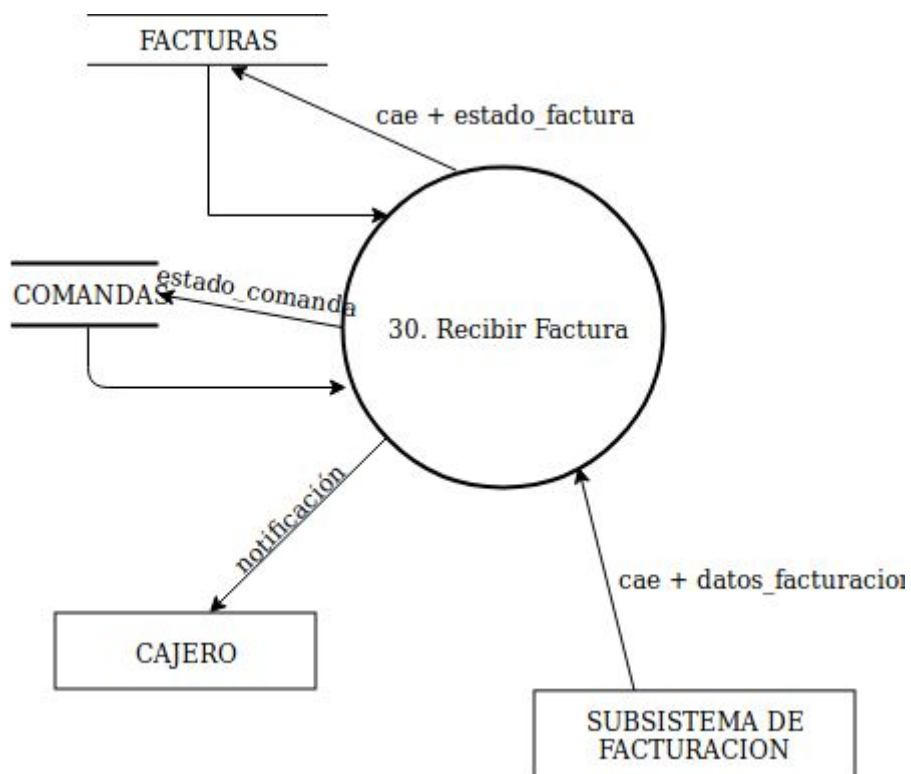 FACTURAS
cae + estado_factura
estado_comanda
COMANDAS
30. Recibir Factura
notificación
cae + datos_facturacion
CAJERO
SUBSISTEMA DE
FACTURACION